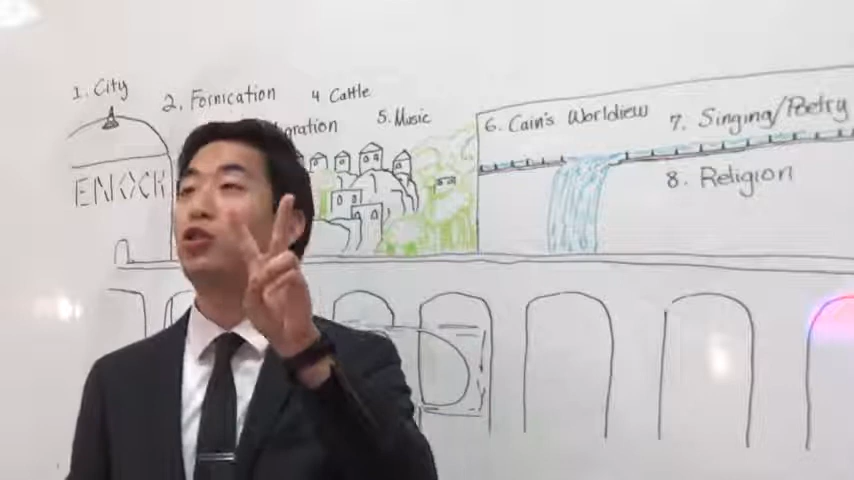 1. City
2. Fornication
4 Cattle
5. Music
6. Cain's Worldview
7. Singing/Poetry
8. Religion
ENOCH